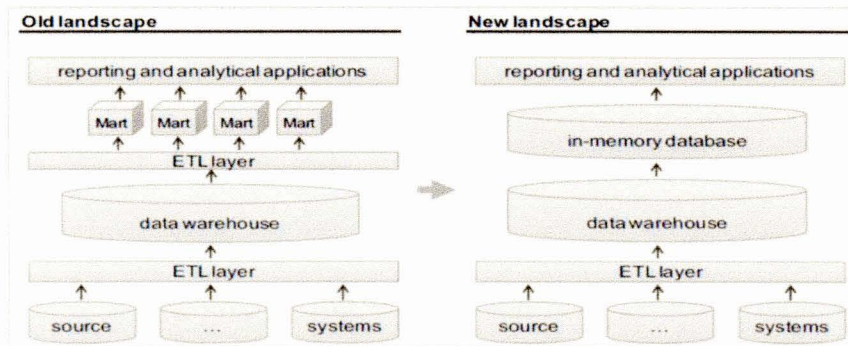 Old landscape
reporting and analytical applications
Mart Mart Mart Mart
ETL layer
data warehouse
ETL layer
source ... systems
New landscape
reporting and analytical applications
in-memory database
data warehouse
ETL layer
source ... systems